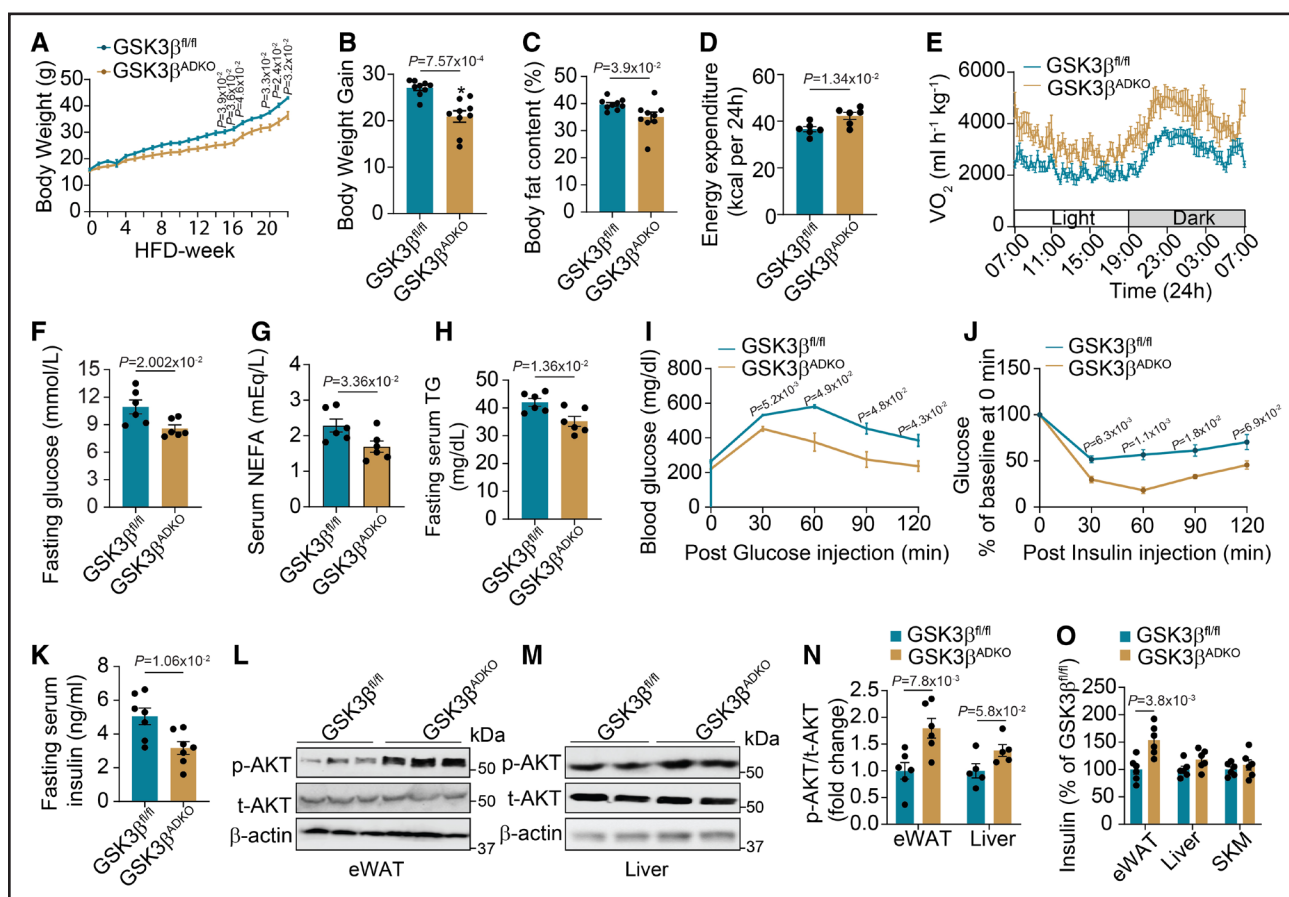 A
GSK3β^fl/fl
GSK3β^ADKO
Body Weight (g)
60
50
40
30
20
10
0
P=3.9x10⁻²
P=3.6x10⁻²
P=4.6x10⁻²
P=3.3x10⁻²
P=2.4x10⁻²
P=3.2x10⁻²
0 4 8 12 16 20
HFD-week
B
P=7.57x10⁻⁴
*
Body Weight Gain
30
20
10
0
GSK3β^fl/fl
GSK3β^ADKO
C
P=3.9x10⁻²
Body fat content (%)
50
40
30
20
10
0
GSK3β^fl/fl
GSK3β^ADKO
D
P=1.34x10⁻²
Energy expenditure
(kcal per 24h)
60
40
20
0
GSK3β^fl/fl
GSK3β^ADKO
E
GSK3β^fl/fl
GSK3β^ADKO
VO₂ (ml h⁻¹ kg⁻¹)
6000
4000
2000
0
Light Dark
07:00 11:00 15:00 19:00 23:00 03:00 07:00
Time (24h)
F
P=2.002x10⁻²
Fasting glucose (mmol/L)
15
12
9
6
3
0
GSK3β^fl/fl
GSK3β^ADKO
G
P=3.36x10⁻²
Serum NEFA (mEq/L)
4
3
2
1
0
GSK3β^fl/fl
GSK3β^ADKO
H
P=1.36x10⁻²
Fasting serum TG
(mg/dL)
50
40
30
20
10
0
GSK3β^fl/fl
GSK3β^ADKO
I
GSK3β^fl/fl
GSK3β^ADKO
Blood glucose (mg/dl)
800
600
400
200
0
P=5.2x10⁻³
P=4.9x10⁻²
P=4.8x10⁻²
P=4.3x10⁻²
0 30 60 90 120
Post Glucose injection (min)
J
GSK3β^fl/fl
GSK3β^ADKO
Glucose
% of baseline at 0 min
150
100
50
0
P=6.3x10⁻³
P=1.1x10⁻³
P=1.8x10⁻²
P=6.9x10⁻²
0 30 60 90 120
Post Insulin injection (min)
K
P=1.06x10⁻²
Fasting serum
insulin (ng/ml)
8
6
4
2
0
GSK3β^fl/fl
GSK3β^ADKO
L
GSK3β^fl/fl
GSK3β^ADKO
kDa
p-AKT
50
t-AKT
50
β-actin
37
eWAT
M
GSK3β^fl/fl
GSK3β^ADKO
kDa
p-AKT
50
t-AKT
50
β-actin
37
Liver
N
GSK3β^fl/fl
GSK3β^ADKO
P=7.8x10⁻³
P=5.8x10⁻²
p-AKT/t-AKT
(fold change)
2.5
2.0
1.5
1.0
0.5
0
eWAT Liver
O
GSK3β^fl/fl
GSK3β^ADKO
P=3.8x10⁻³
Insulin (% of GSK3β^fl/fl)
250
200
150
100
50
0
eWAT
Liver
SKM